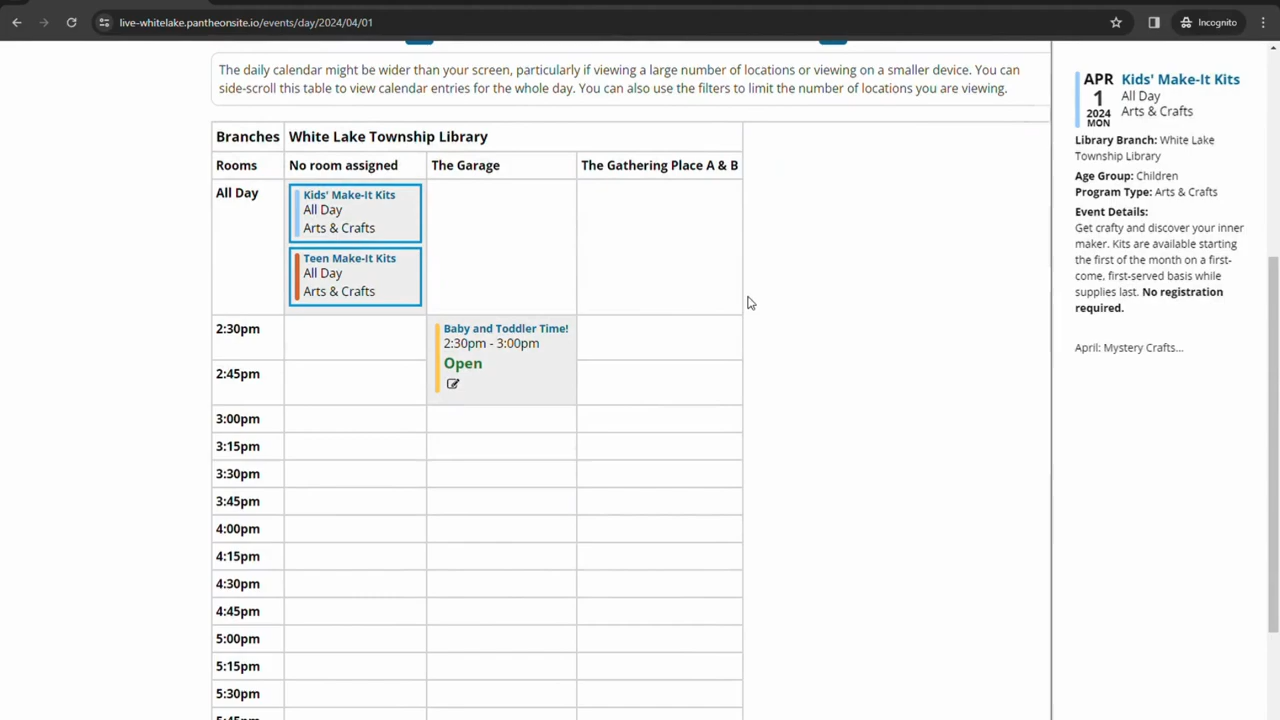 live-whitelake.pantheonsite.io/events/day/2024/04/01
Incognito
The daily calendar might be wider than your screen, particularly if viewing a large number of locations or viewing on a smaller device. You can
side-scroll this table to view calendar entries for the whole day. You can also use the filters to limit the number of locations you are viewing.
Branches White Lake Township Library
Rooms No room assigned The Garage The Gathering Place A & B
All Day
Kids' Make-It Kits
All Day
Arts & Crafts
Teen Make-It Kits
All Day
Arts & Crafts
2:30pm
Baby and Toddler Time!
2:30pm - 3:00pm
Open
2:45pm
3:00pm
3:15pm
3:30pm
3:45pm
4:00pm
4:15pm
4:30pm
4:45pm
5:00pm
5:15pm
5:30pm
5:45pm
APR
1
2024
MON
Kids' Make-It Kits
All Day
Arts & Crafts
Library Branch: White Lake
Township Library
Age Group: Children
Program Type: Arts & Crafts
Event Details:
Get crafty and discover your inner
maker. Kits are available starting
the first of the month on a first-
come, first-served basis while
supplies last. No registration
required.
April: Mystery Crafts...